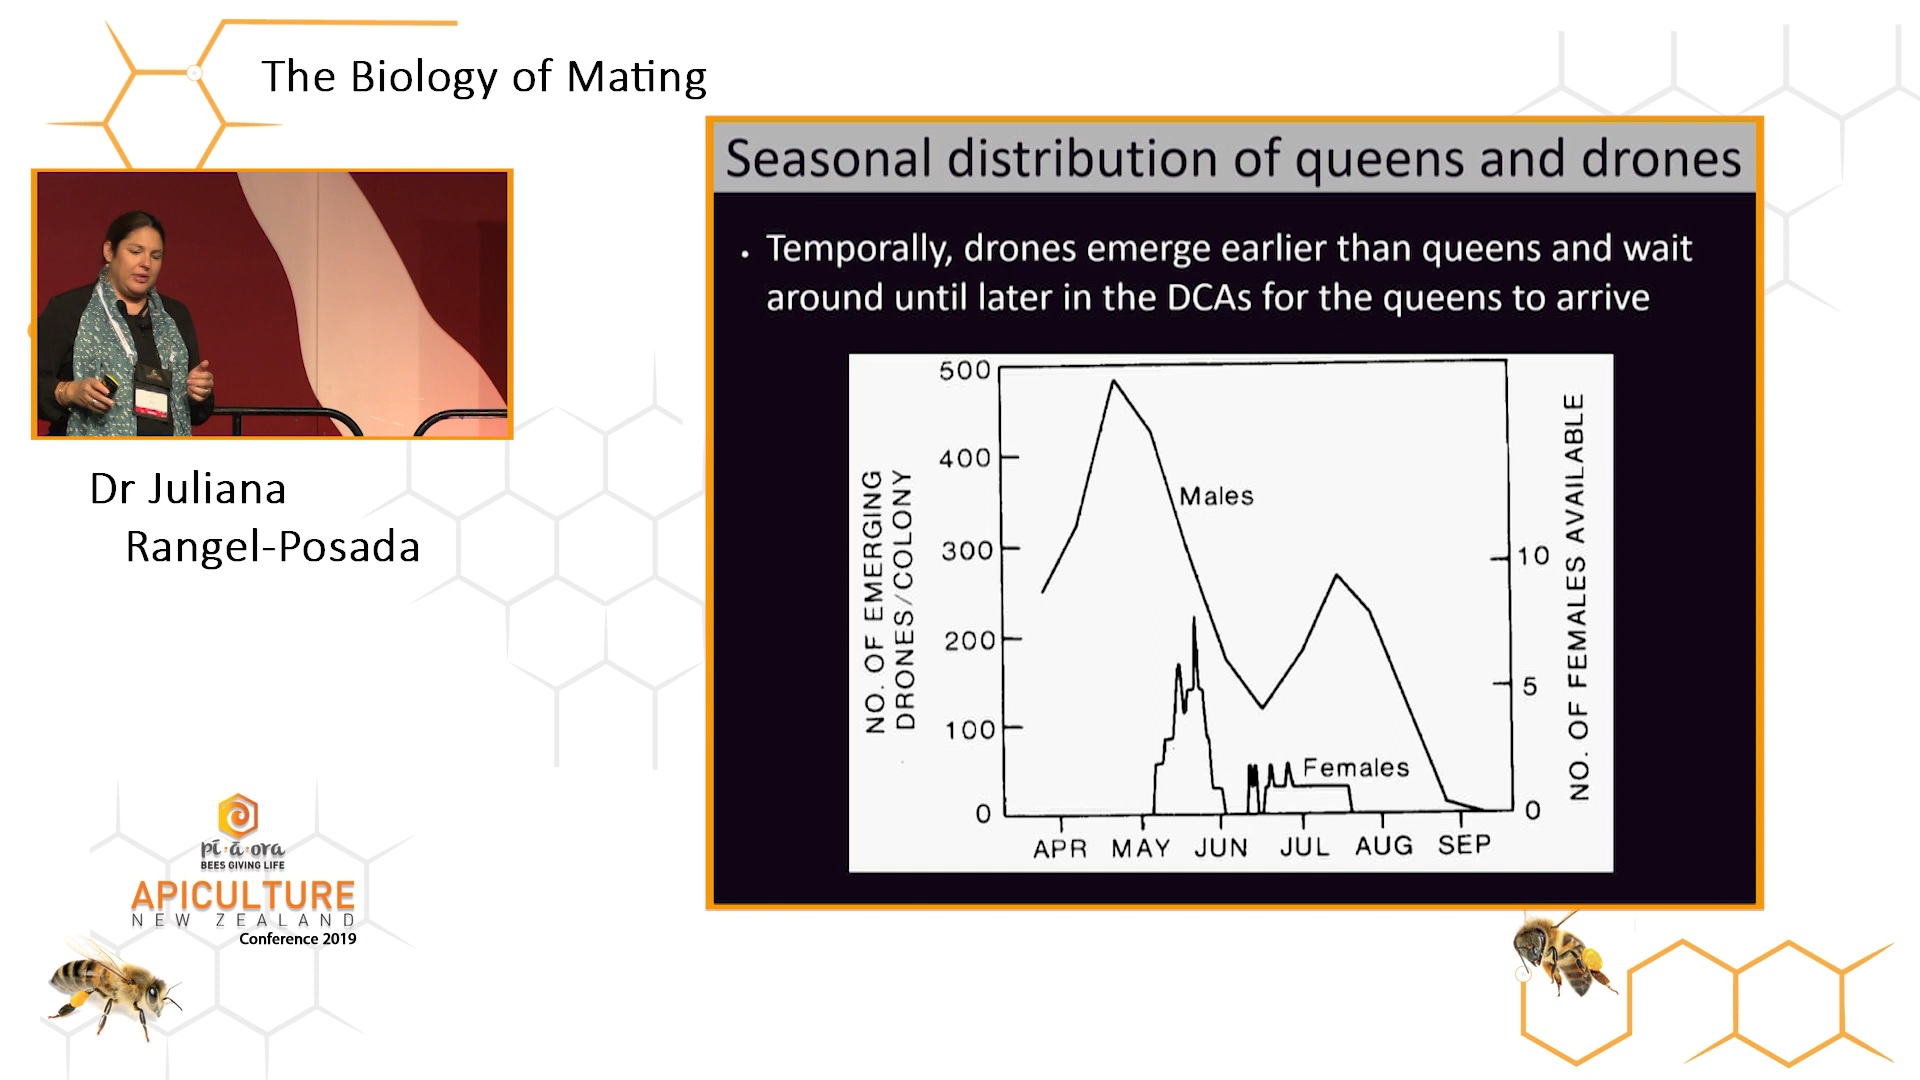 The Biology of Mating
Seasonal distribution of queens and drones
• Temporally, drones emerge earlier than queens and wait
around until later in the DCAs for the queens to arrive
NO. OF EMERGING
DRONES/COLONY
500
400
300
200
100
0
Males
Females
10
5
0
NO. OF FEMALES AVAILABLE
APR MAY JUN JUL AUG SEP
Dr Juliana
Rangel-Posada
pī·ā·ora
BEES GIVING LIFE
APICULTURE
NEW ZEALAND
Conference 2019